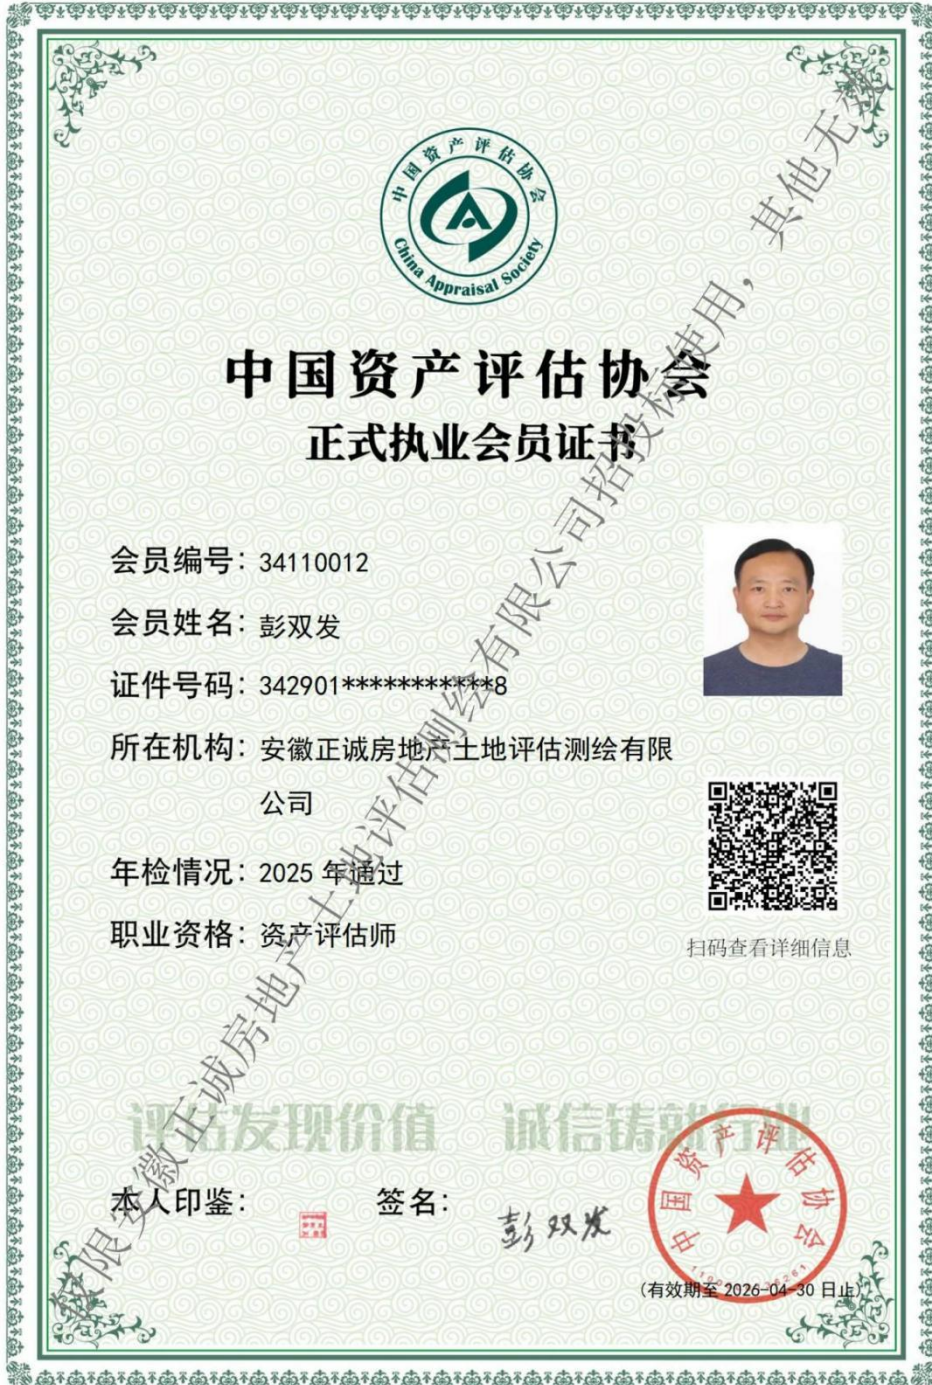 中国资产评估协会
China Appraisal Society
中国资产评估协会
正式执业会员证书
会员编号：34110012
会员姓名：彭双发
证件号码：342901***********8
所在机构：安徽正诚房地产土地评估测绘有限
公司
年检情况：2025 年通过
职业资格：资产评估师
扫码查看详细信息
评估发现价值 诚信铸就行业
本人印鉴： 签名： 彭双发
中国资产评估协会
(有效期至 2026-04-30 日止)
仅限安徽正诚房地产土地评估测绘有限公司招投标使用，其他无效